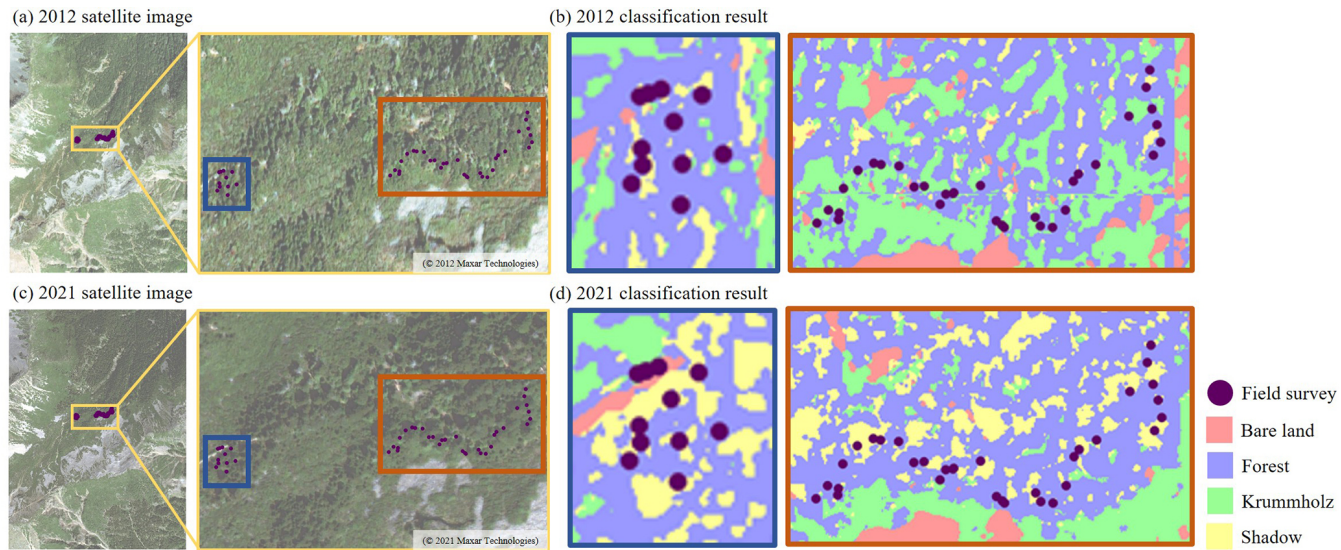 (a) 2012 satellite image
(b) 2012 classification result
(© 2012 Maxar Technologies)
(c) 2021 satellite image
(d) 2021 classification result
(© 2021 Maxar Technologies)
Field survey
Bare land
Forest
Krummholz
Shadow